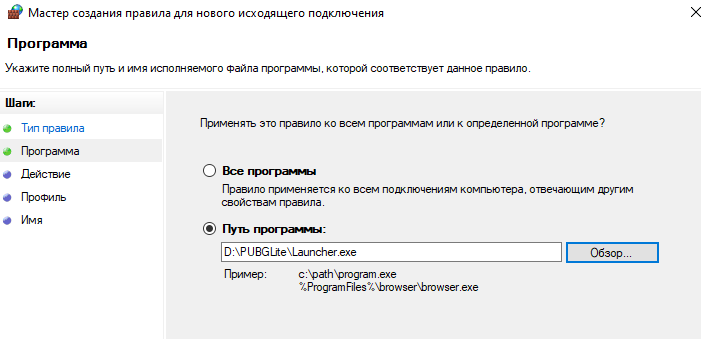 Мастер создания правила для нового исходящего подключения
Программа
Укажите полный путь и имя исполняемого файла программы, которой соответствует данное правило.
Шаги:
Тип правила
Программа
Действие
Профиль
Имя
Применять это правило ко всем программам или к определенной программе?
Все программы
Правило применяется ко всем подключениям компьютера, отвечающим другим
свойствам правила.
Путь программы:
D:\PUBGLite\Launcher.exe
Обзор...
Пример: c:\path\program.exe
%ProgramFiles%\browser\browser.exe